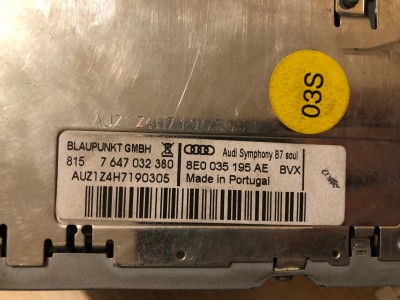 03S
AUZ1Z4H7190305
BLAUPUNKT GMBH
815 7 647 032 380
AUZ1Z4H7190305
Audi Symphony B7 soul
8E0 035 195 AE BVX
Made in Portugal